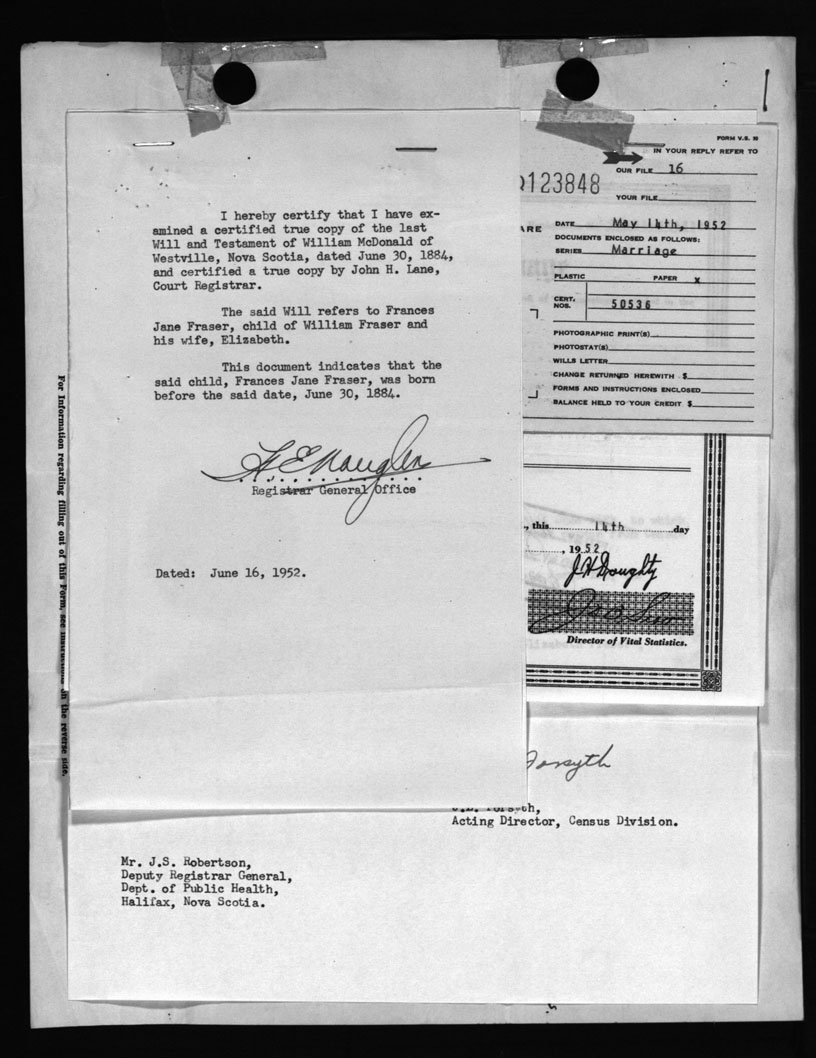 I hereby certify that I have ex-
amined a certified true copy of the last
Will and Testament of William McDonald of
Westville, Nova Scotia, dated June 30, 1884,
and certified a true copy by John H. Lane,
Court Registrar.
The said Will refers to Frances
Jane Fraser, child of William Fraser and
his wife, Elizabeth.
This document indicates that the
said child, Frances Jane Fraser, was born
before the said date, June 30, 1884.
Registrar General Office
Dated: June 16, 1952.
For Information regarding filling out of this Form, see instructions on the reverse side.
FORM V.S. 
IN YOUR REPLY REFER TO
OUR FILE 16
123848
YOUR FILE
ARE
DATE May 14th, 1952
DOCUMENTS ENCLOSED AS FOLLOWS:
SERIES Marriage
PLASTIC PAPER x
CERT. NOS. 50536
PHOTOGRAPHIC PRINT(S)
PHOTOSTAT(S)
WILLS LETTER
CHANGE RETURNED HEREWITH $
FORMS AND INSTRUCTIONS ENCLOSED
BALANCE HELD TO YOUR CREDIT $
, this 14th day
, 1952
J H Doughty
Director of Vital Statistics.
Forsyth
Forsyth,
Acting Director, Census Division.
Mr. J.S. Robertson,
Deputy Registrar General,
Dept. of Public Health,
Halifax, Nova Scotia.